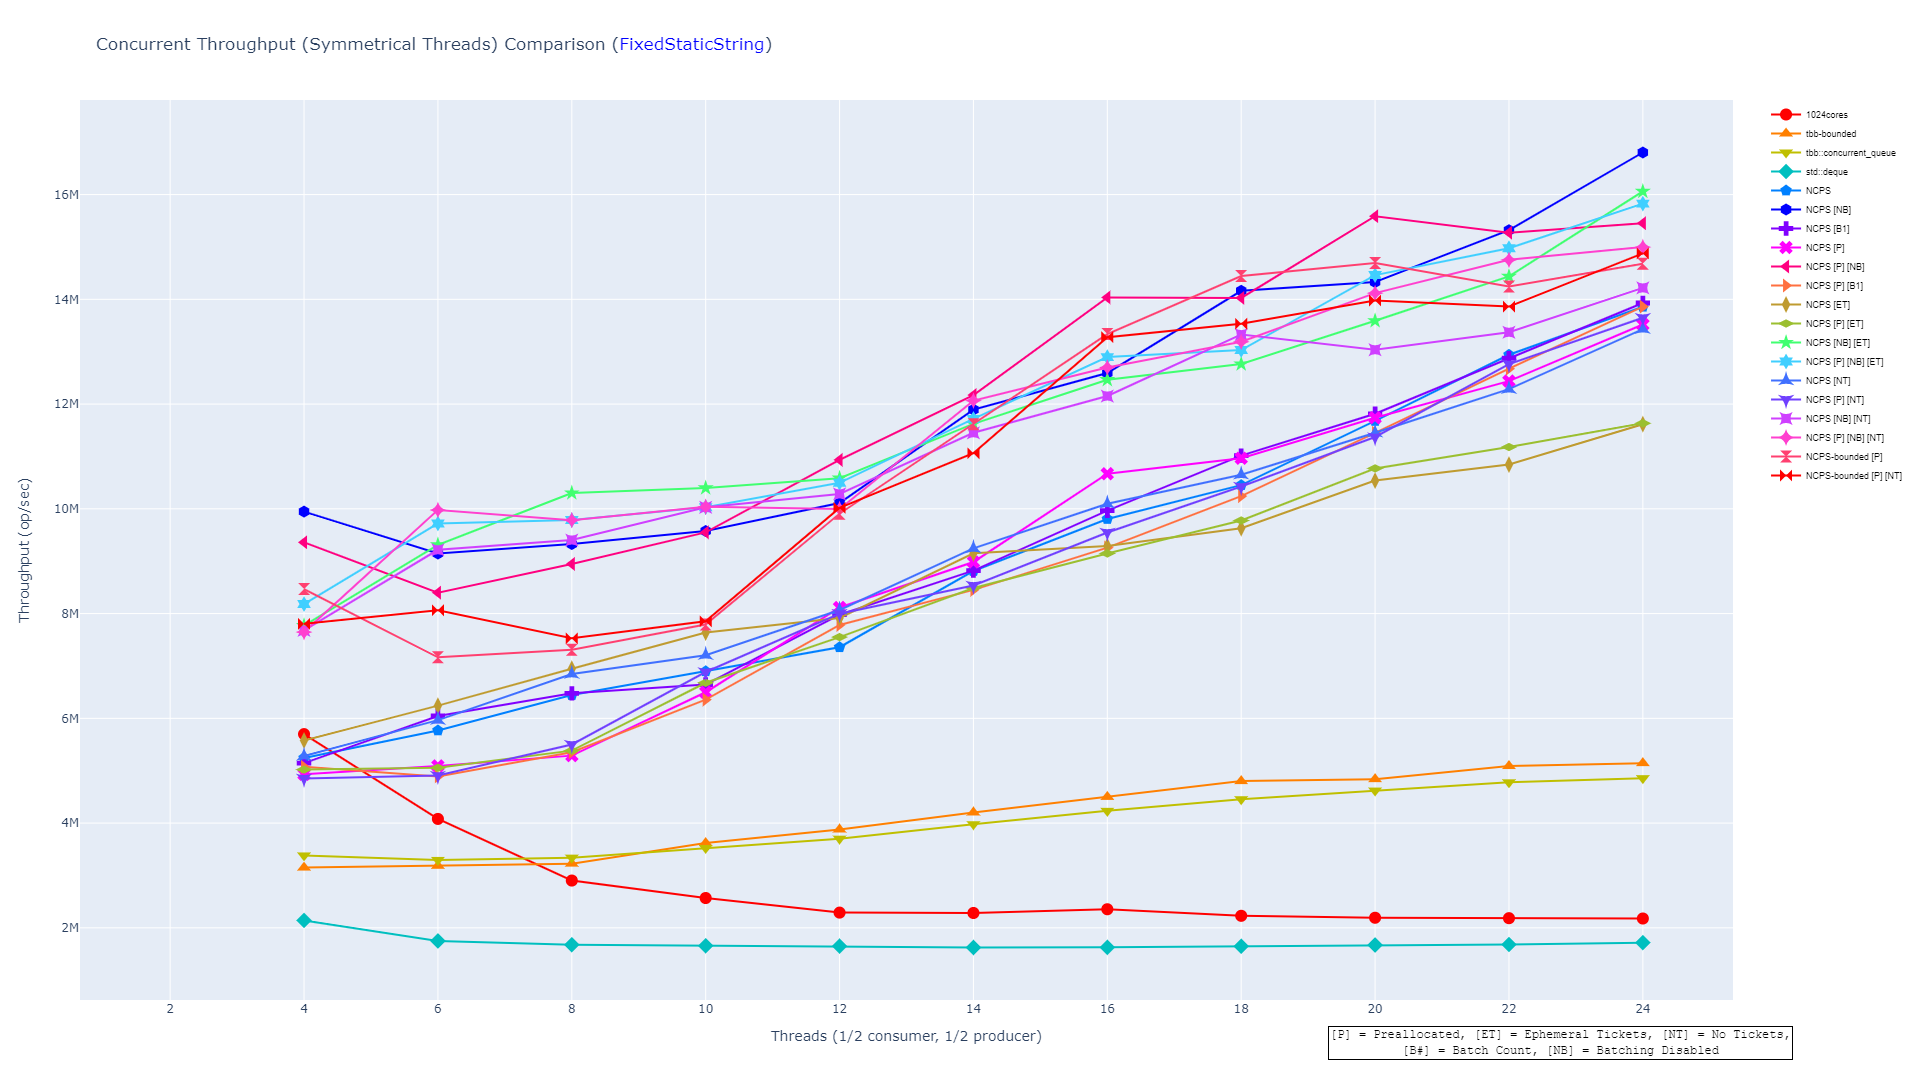 Concurrent Throughput (Symmetrical Threads) Comparison (FixedStaticString)
Throughput (op/sec)
16M
14M
12M
10M
8M
6M
4M
2M
2 4 6 8 10 12 14 16 18 20 22 24
Threads (1/2 consumer, 1/2 producer)
1024cores
tbb-bounded
tbb::concurrent_queue
std::deque
NCPS
NCPS [NB]
NCPS [B1]
NCPS [P]
NCPS [P] [NB]
NCPS [P] [B1]
NCPS [ET]
NCPS [P] [ET]
NCPS [NB] [ET]
NCPS [P] [NB] [ET]
NCPS [NT]
NCPS [P] [NT]
NCPS [NB] [NT]
NCPS [P] [NB] [NT]
NCPS-bounded [P]
NCPS-bounded [P] [NT]
[P] = Preallocated, [ET] = Ephemeral Tickets, [NT] = No Tickets,
[B#] = Batch Count, [NB] = Batching Disabled